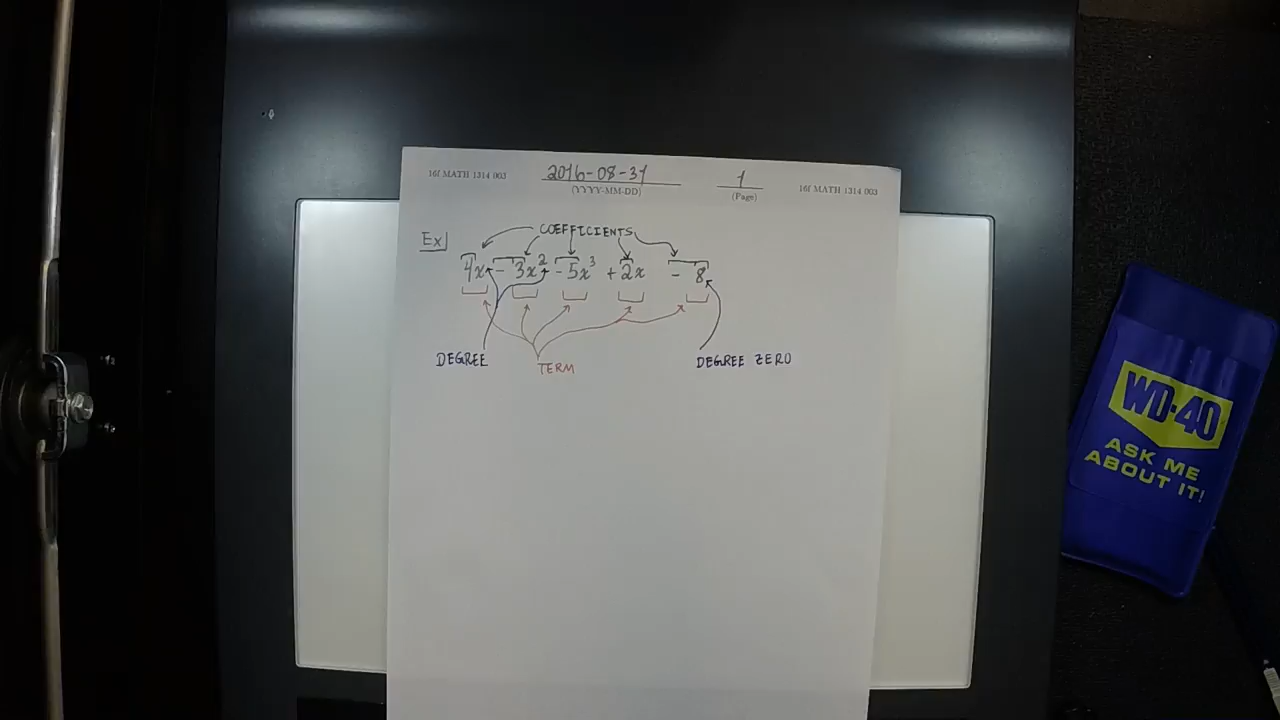 16f MATH 1314 003 2016-08-31 1 16f MATH 1314 003
(YYYY-MM-DD) (Page)
Ex COEFFICIENTS
4x - 3x² - 5x³ + 2x - 8
DEGREE TERM DEGREE ZERO
WD-40
ASK ME
ABOUT IT!